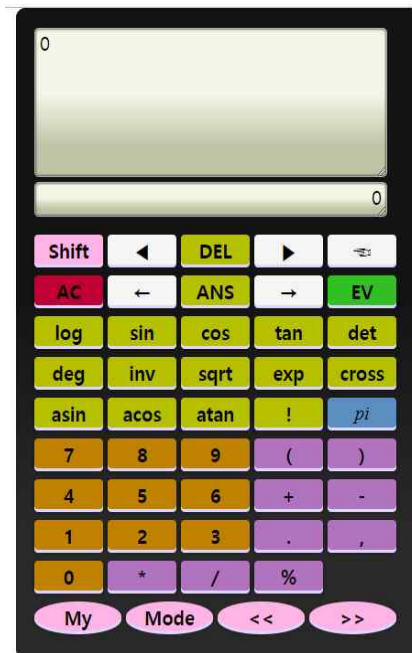 0
0
Shift ◀ DEL ▶ ☜
AC ← ANS → EV
log sin cos tan det
deg inv sqrt exp cross
asin acos atan ! pi
7 8 9 ( )
4 5 6 + -
1 2 3 . ,
0 * / %
My Mode << >>